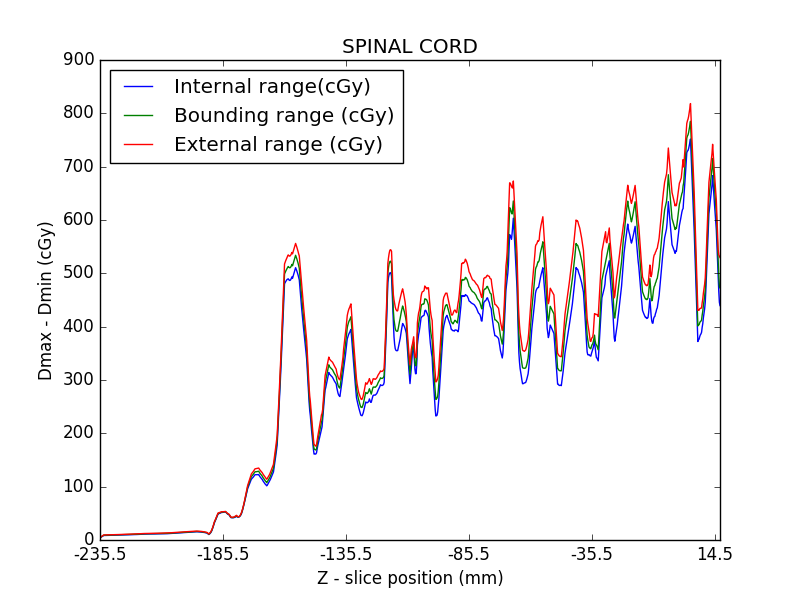 SPINAL CORD
900
800
700
600
500
400
300
200
100
0
Dmax - Dmin (cGy)
Internal range(cGy)
Bounding range (cGy)
External range (cGy)
-235.5 -185.5 -135.5 -85.5 -35.5 14.5
Z - slice position (mm)